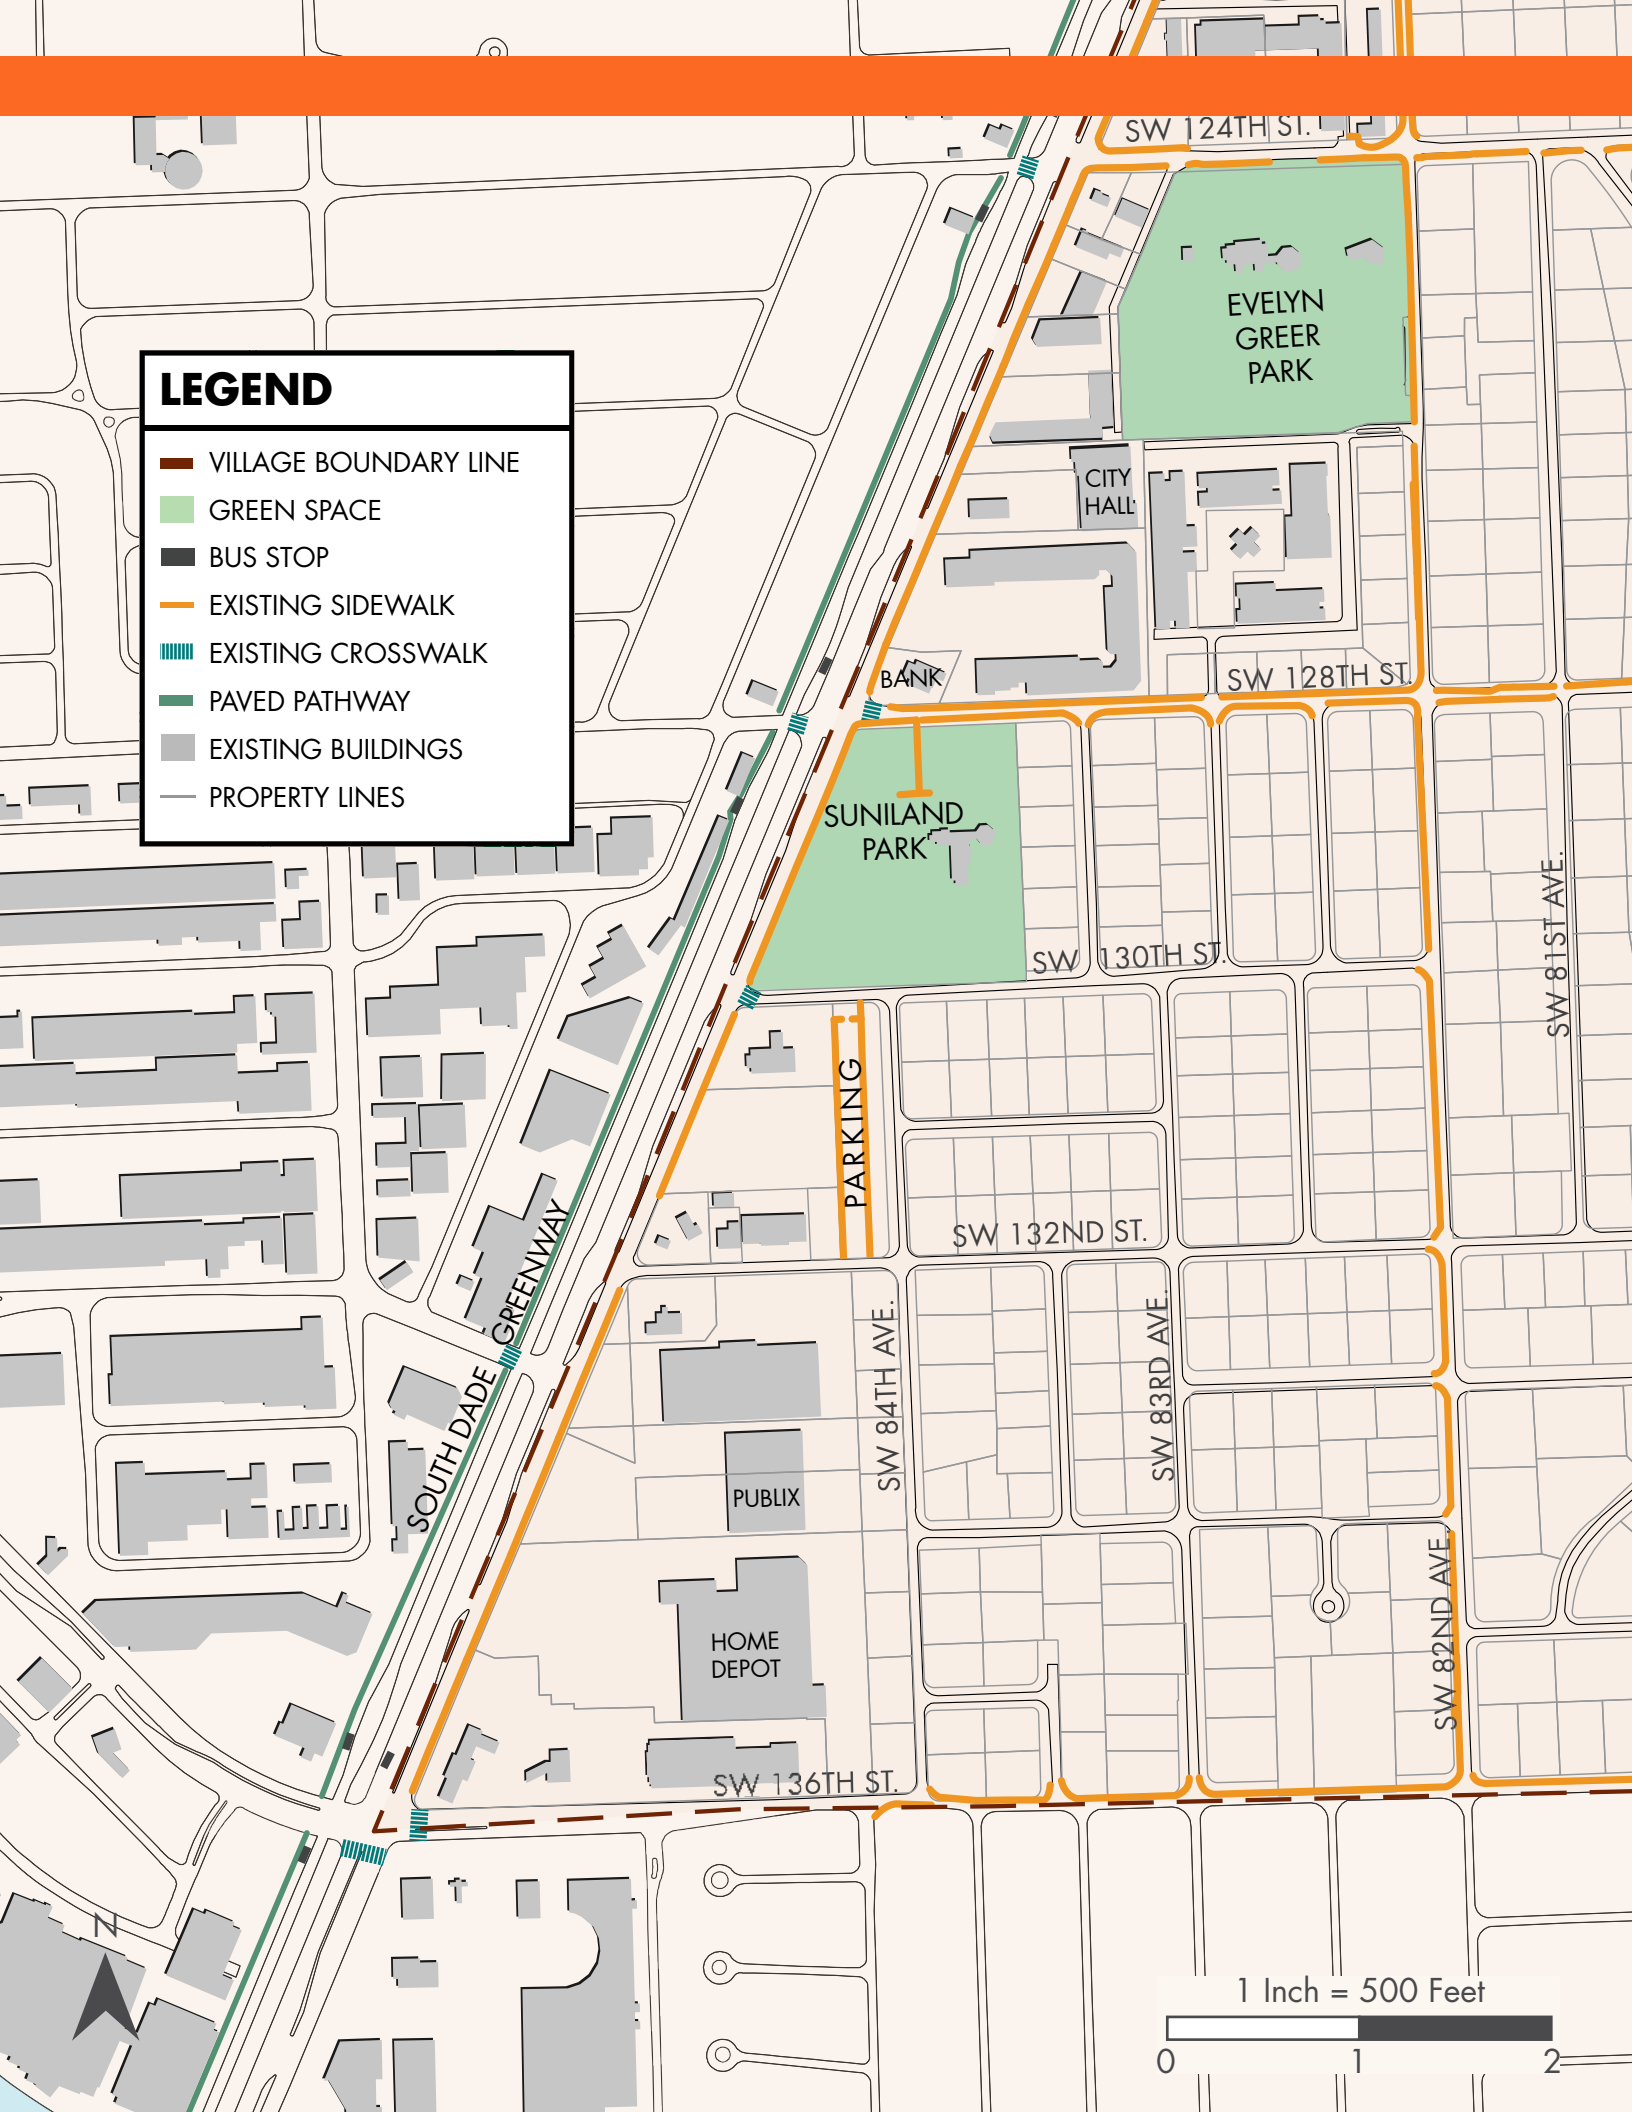 SW 124TH ST.
EVELYN
GREER
PARK
LEGEND
VILLAGE BOUNDARY LINE
GREEN SPACE
BUS STOP
EXISTING SIDEWALK
EXISTING CROSSWALK
PAVED PATHWAY
EXISTING BUILDINGS
PROPERTY LINES
CITY
HALL
BANK
SW 128TH ST.
SUNILAND
PARK
SW 130TH ST.
SW 81ST AVE.
PARKING
SW 132ND ST.
SOUTH DADE GREENWAY
SW 84TH AVE.
SW 83RD AVE.
PUBLIX
SW 82ND AVE.
HOME
DEPOT
SW 136TH ST.
N
1 Inch = 500 Feet
0 1 2